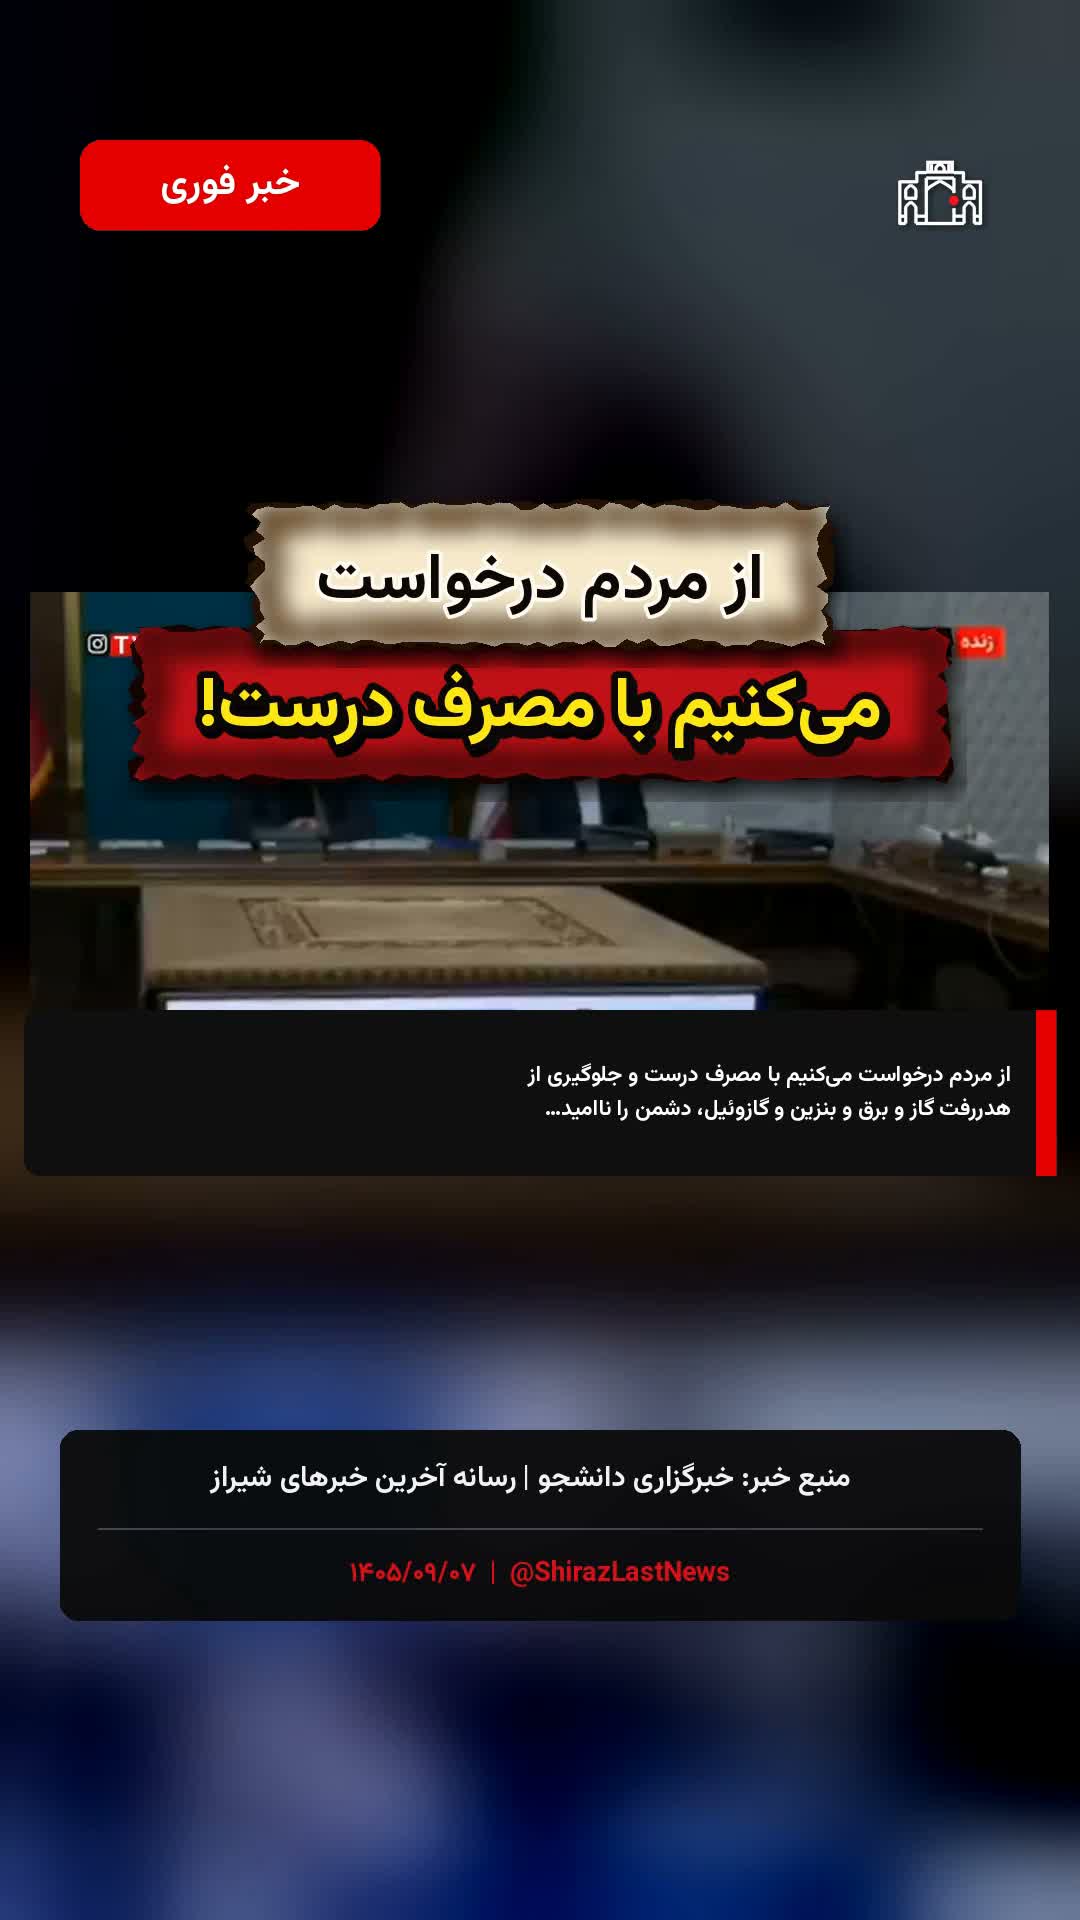 خبر فوری
از مردم درخواست
می‌کنیم با مصرف درست!
زنده
از مردم درخواست می‌کنیم با مصرف درست و جلوگیری از
هدررفت گاز و برق و بنزین و گازوئیل، دشمن را ناامید...
منبع خبر: خبرگزاری دانشجو | رسانه آخرین خبرهای شیراز
@ShirazLastNews | ۱۴۰۵/۰۹/۰۷